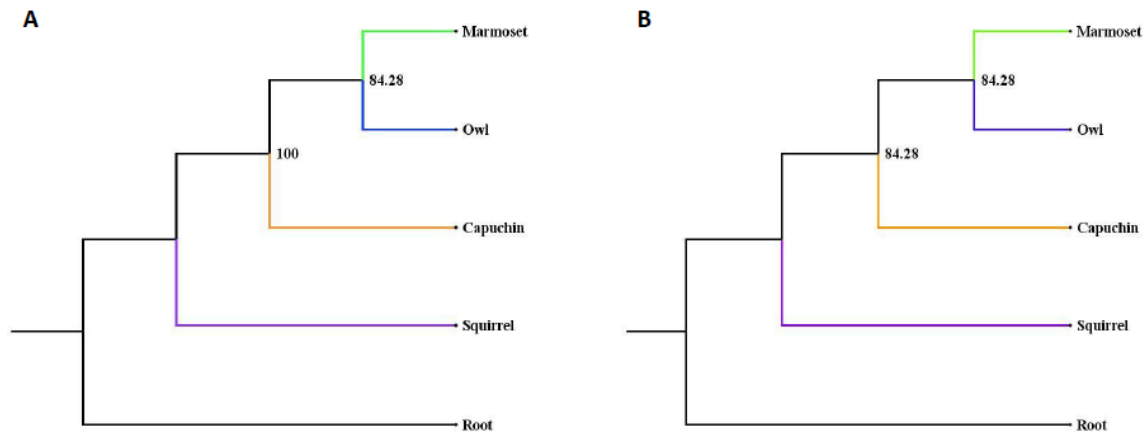 A
Marmoset
84.28
Owl
100
Capuchin
Squirrel
Root
B
Marmoset
84.28
Owl
84.28
Capuchin
Squirrel
Root